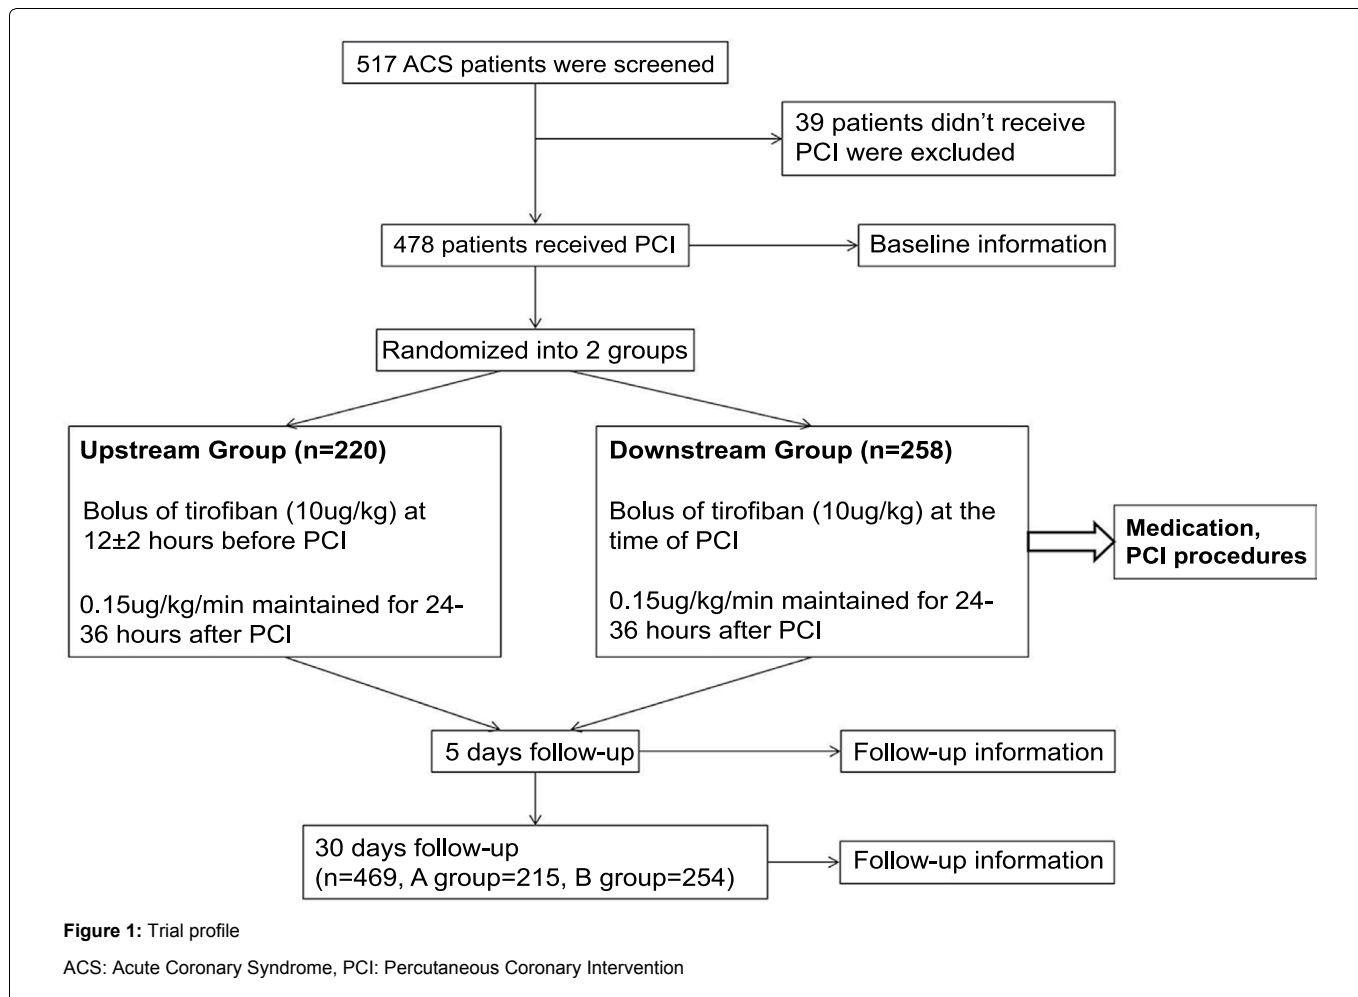 517 ACS patients were screened
39 patients didn't receive
PCI were excluded
478 patients received PCI
Baseline information
Randomized into 2 groups
Upstream Group (n=220)
Bolus of tirofiban (10ug/kg) at
12±2 hours before PCI
0.15ug/kg/min maintained for 24-
36 hours after PCI
Downstream Group (n=258)
Bolus of tirofiban (10ug/kg) at the
time of PCI
0.15ug/kg/min maintained for 24-
36 hours after PCI
Medication,
PCI procedures
5 days follow-up
Follow-up information
30 days follow-up
(n=469, A group=215, B group=254)
Follow-up information
Figure 1: Trial profile
ACS: Acute Coronary Syndrome, PCI: Percutaneous Coronary Intervention